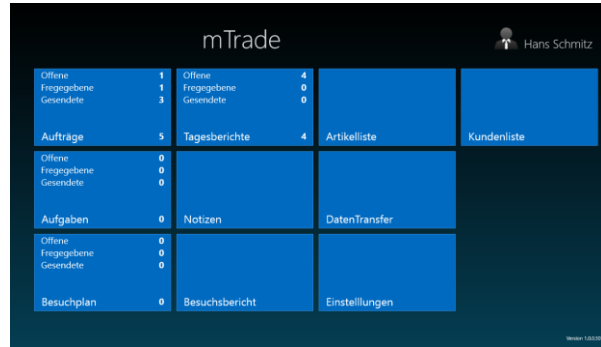 mTrade
Hans Schmitz
Offene 1
Fregegebene 1
Gesendete 3
Aufträge 5
Offene 4
Fregegebene 0
Gesendete 0
Tagesberichte 4
Artikelliste
Kundenliste
Offene 0
Fregegebene 0
Gesendete 0
Aufgaben 0
Notizen
DatenTransfer
Offene 0
Fregegebene 0
Gesendete 0
Besuchplan 0
Besuchsbericht
Einstelllungen
Version